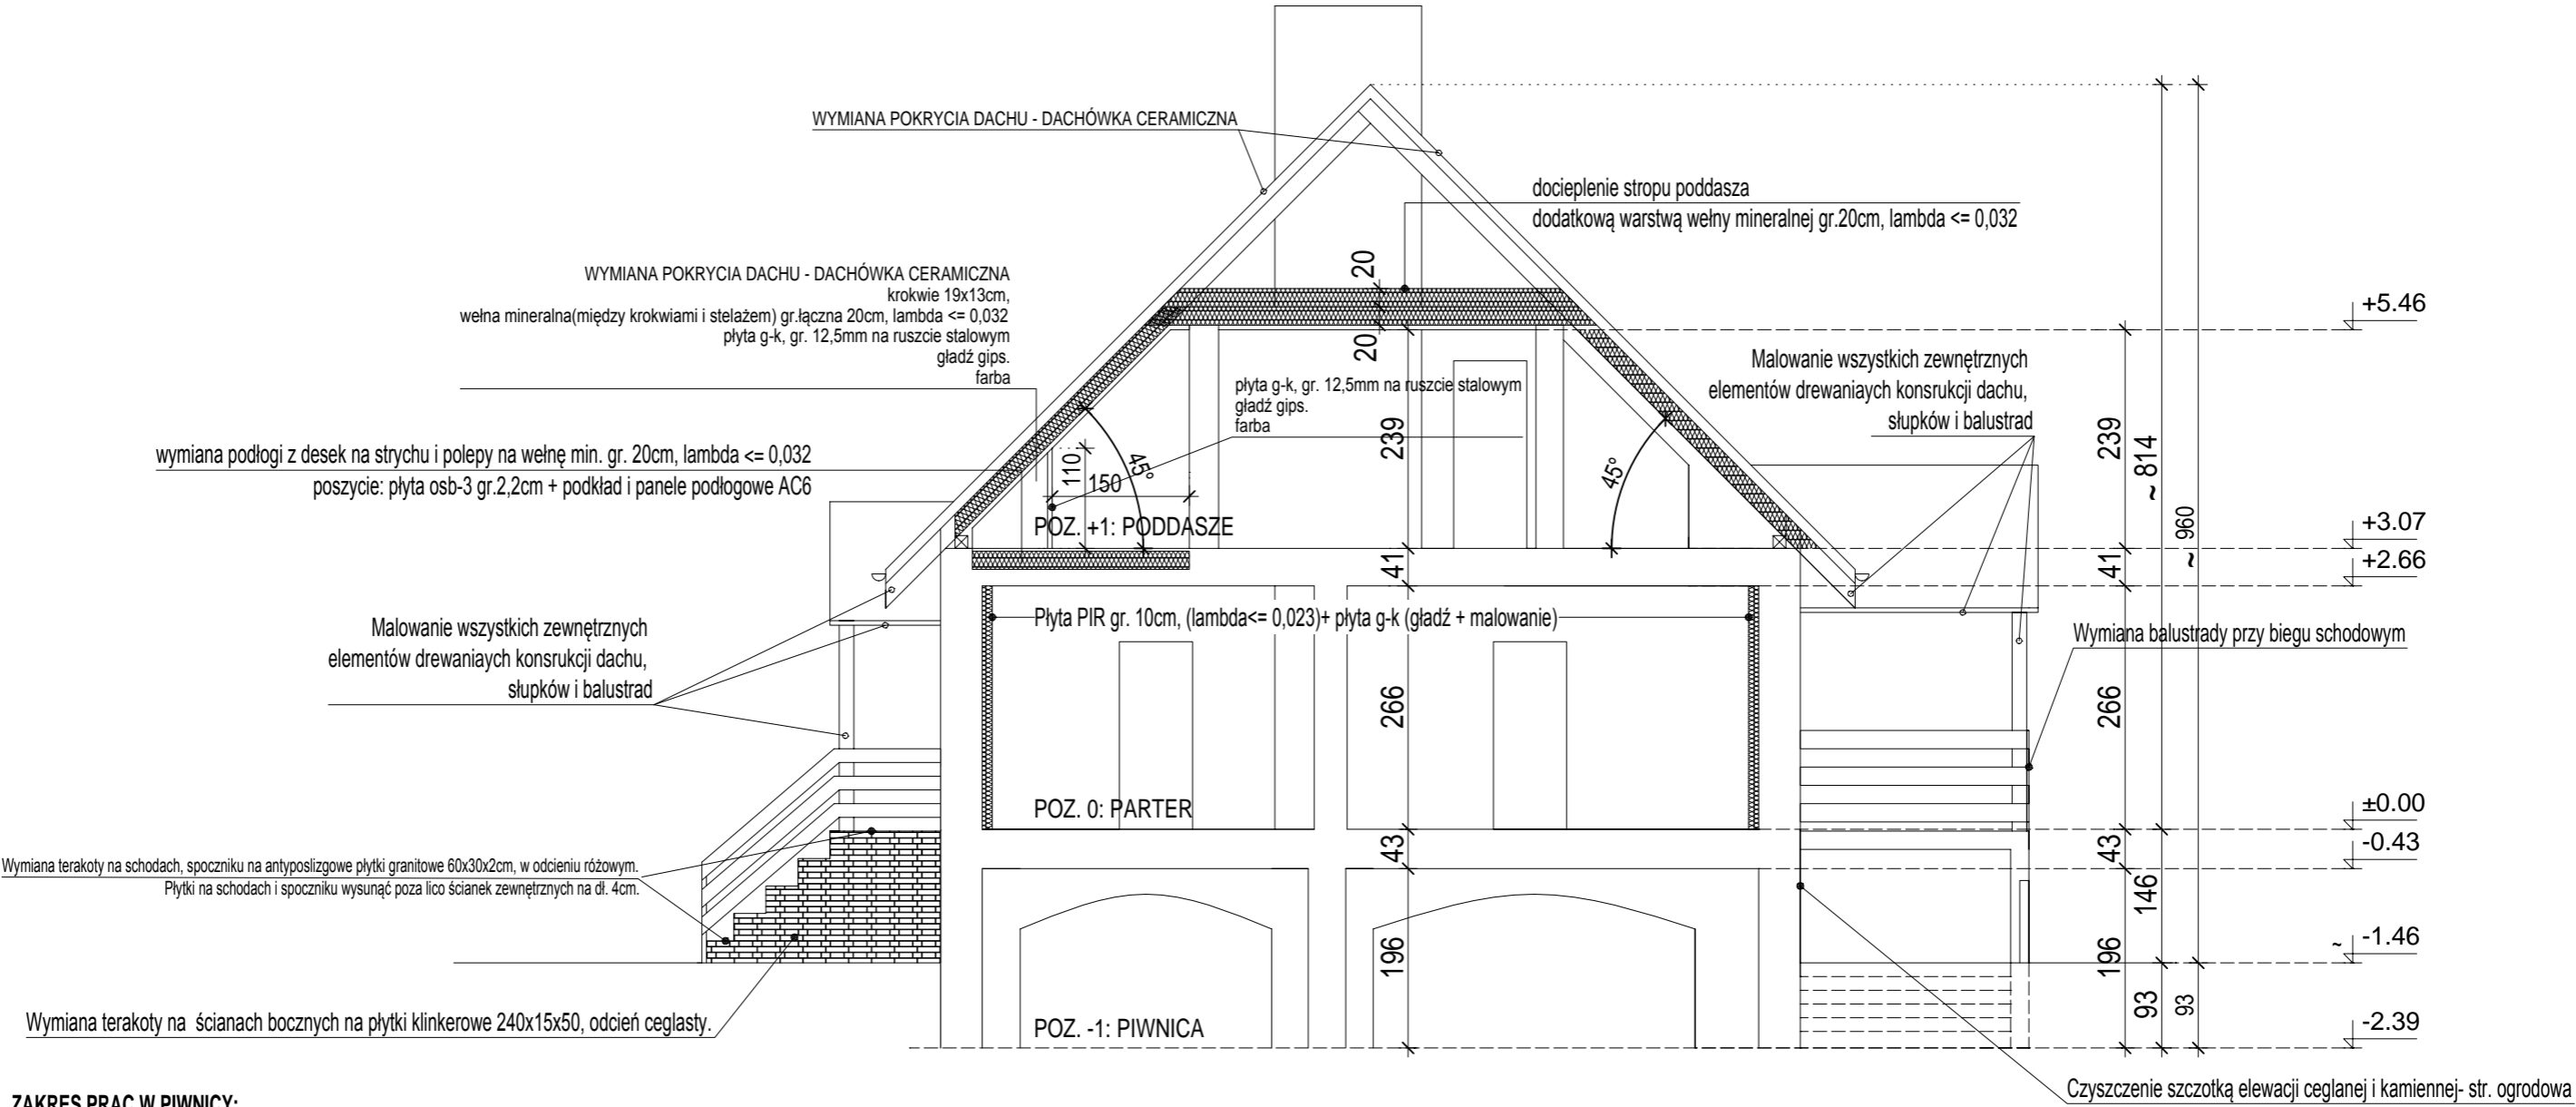 WYMIANA POKRYCIA DACHU - DACHÓWKA CERAMICZNA
docieplenie stropu poddasza
dodatkową warstwą wełny mineralnej gr.20cm, lambda <= 0,032
WYMIANA POKRYCIA DACHU - DACHÓWKA CERAMICZNA
krokwie 19x13cm,
wełna mineralna(między krokwiami i stelażem) gr.łączna 20cm, lambda <= 0,032
płyta g-k, gr. 12,5mm na ruszcie stalowym
gładź gips.
farba
20
20
+5.46
Malowanie wszystkich zewnętrznych
elementów drewniaych konsrukcji dachu,
słupków i balustrad
płyta g-k, gr. 12,5mm na ruszcie stalowym
gładź gips.
farba
239
239
~ 814
~ 960
wymiana podłogi z desek na strychu i polepy na wełnę min. gr. 20cm, lambda <= 0,032
poszycie: płyta osb-3 gr.2,2cm + podkład i panele podłogowe AC6
110
150
45°
45°
POZ. +1: PODDASZE
+3.07
41
41
+2.66
Płyta PIR gr. 10cm, (lambda<= 0,023)+ płyta g-k (gładź + malowanie)
Malowanie wszystkich zewnętrznych
elementów drewniaych konsrukcji dachu,
słupków i balustrad
Wymiana balustrady przy biegu schodowym
266
266
POZ. 0: PARTER
±0.00
43
43
-0.43
Wymiana terakoty na schodach, spoczniku na antyposlizgowe płytki granitowe 60x30x2cm, w odcieniu różowym.
Płytki na schodach i spoczniku wysunąć poza lico ścianek zewnętrznych na dł. 4cm.
146
196
196
~ -1.46
93
93
Wymiana terakoty na ścianach bocznych na płytki klinkerowe 240x15x50, odcień ceglasty.
POZ. -1: PIWNICA
-2.39
Czyszczenie szczotką elewacji ceglanej i kamiennej- str. ogrodowa
ZAKRES PRAC W PIWNICY: